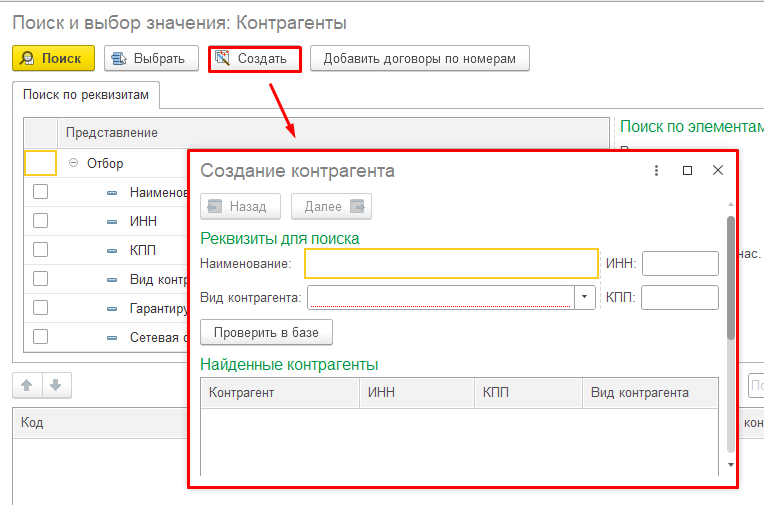 Поиск и выбор значения: Контрагенты
Поиск Выбрать Создать Добавить договоры по номерам
Поиск по реквизитам
Представление
Поиск по элементам
Отбор
Создание контрагента
Наименов
Назад Далее
ИНН
Реквизиты для поиска
КПП
Наименование: ИНН:
нас.
Вид контр
Вид контрагента: КПП:
Гарантиру
Проверить в базе
Сетевая о
Найденные контрагенты
Контрагент ИНН КПП Вид контрагента
Код
кон